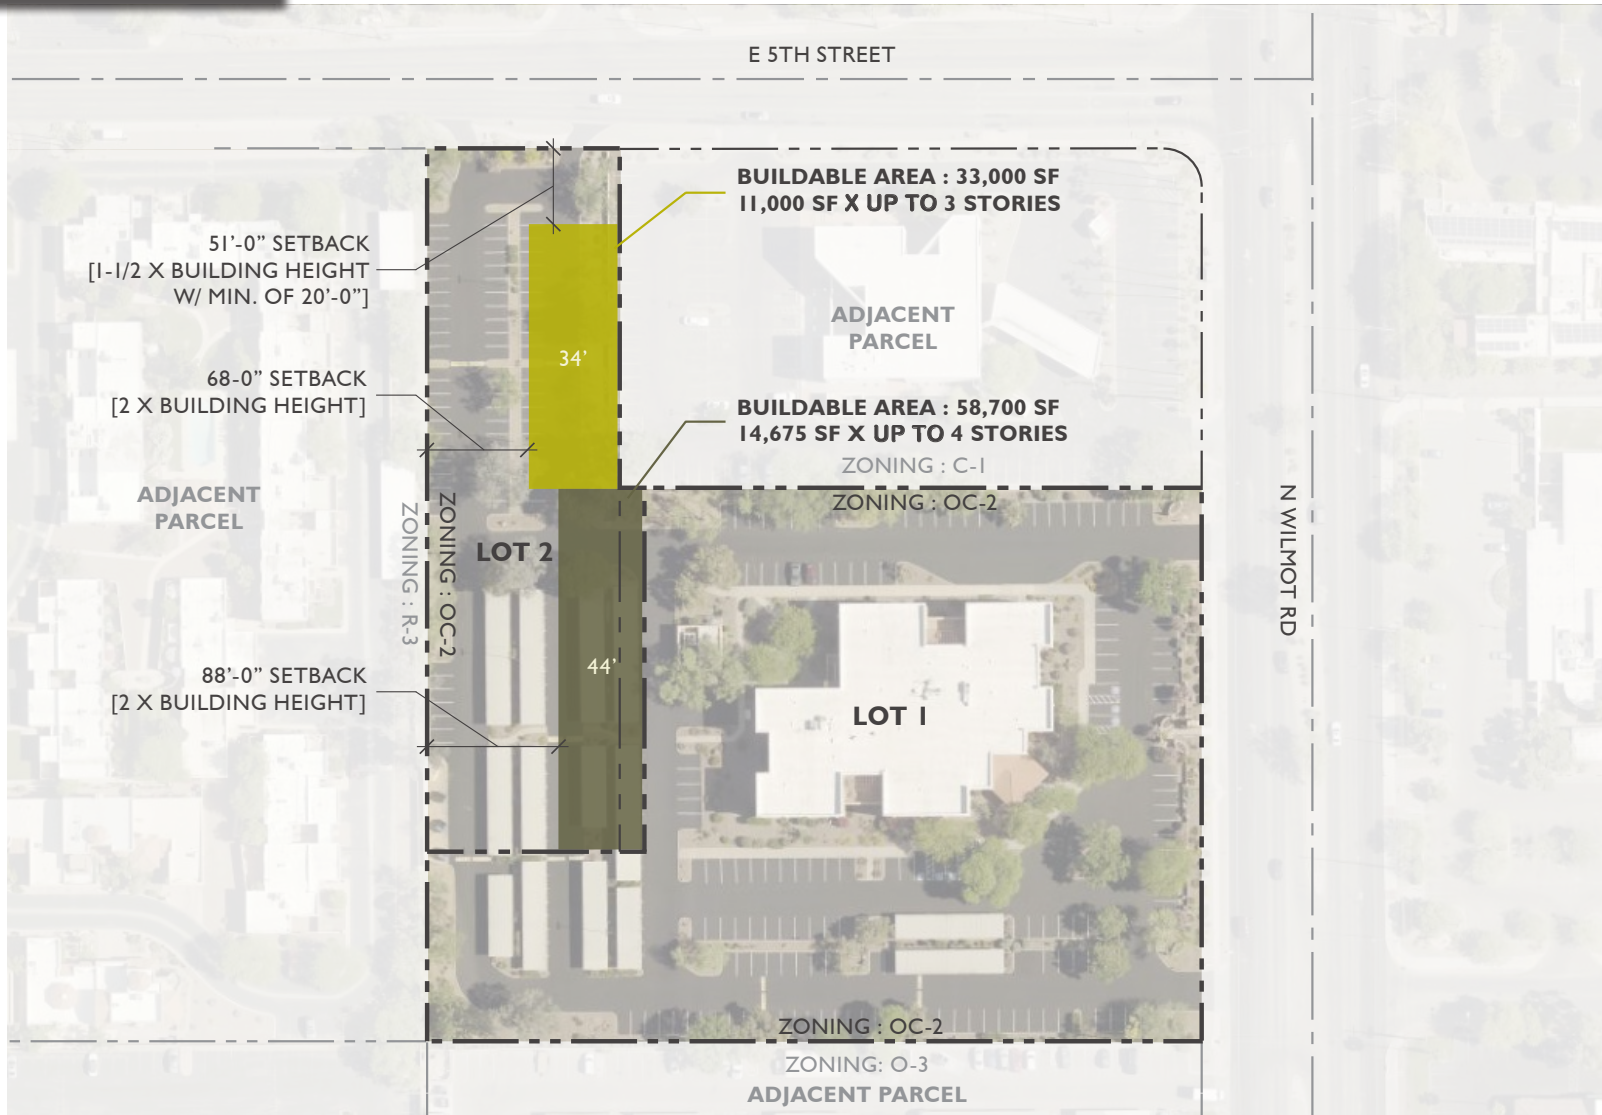 E 5TH STREET
BUILDABLE AREA : 33,000 SF
11,000 SF X UP TO 3 STORIES
51'-0" SETBACK
[1-1/2 X BUILDING HEIGHT
W/ MIN. OF 20'-0"]
ADJACENT
PARCEL
34'
68-0" SETBACK
[2 X BUILDING HEIGHT]
BUILDABLE AREA : 58,700 SF
14,675 SF X UP TO 4 STORIES
ZONING : C-1
ADJACENT
PARCEL
ZONING : OC-2
ZONING : R-3
ZONING : OC-2
LOT 2
N WILMOT RD
44'
88'-0" SETBACK
[2 X BUILDING HEIGHT]
LOT 1
ZONING : OC-2
ZONING: O-3
ADJACENT PARCEL